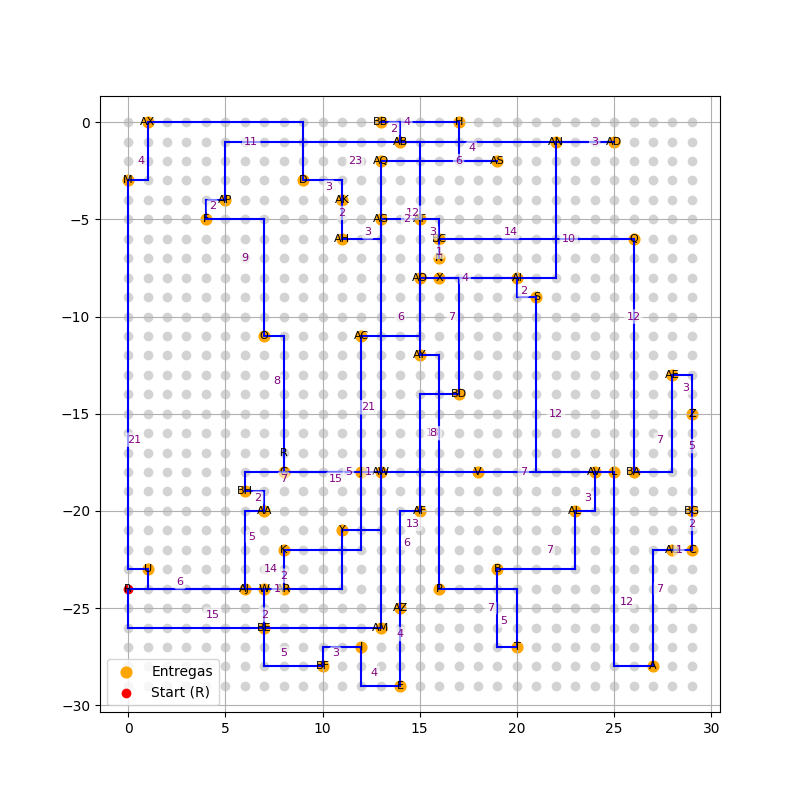 0
−5
−10
−15
−20
−25
−30
0
5
10
15
20
25
30
AX
BB
4
H
2
11
AB
4
AN
3
AD
4
23
AQ
6
AS
M
D
3
2
AP
AK
2
12
AG
2
3
AH
3
14
10
Q
1
9
AO
X
4
AI
2
S
O
AC
6
7
12
AY
8
AE
3
21
BD
12
Z
21
8
7
5
R
7
15
5
1
AW
V
7
AV
L
BA
BH
2
AA
AF
AL
3
BG
Y
13
2
5
K
6
7
1
C
U
14
2
B
6
AJ
W
1
7
12
7
15
2
AZ
5
BE
AM
4
5
3
BF
4
A
E
Entregas
Start (R)